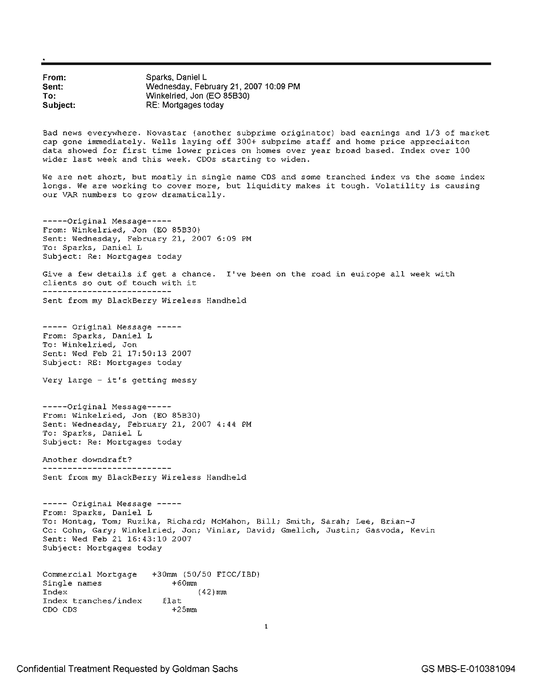 From: Sparks, Daniel L
Sent: Wednesday, February 21, 2007 10:09 PM
To: Winkelried, Jon (EO 85B30)
Subject: RE: Mortgages today
Bad news everywhere. Novastar (another subprime originator) bad earnings and 1/3 of market
cap gone immediately. Wells laying off 300+ subprime staff and home price appreciaiton
data showed for first time lower prices on homes over year broad based. Index over 100
wider last week and this week. CDOs starting to widen.
We are net short, but mostly in single name CDS and some tranched index vs the some index
longs. We are working to cover more, but liquidity makes it tough. Volatility is causing
our VAR numbers to grow dramatically.
-----Original Message-----
From: Winkelried, Jon (EO 85B30)
Sent: Wednesday, February 21, 2007 6:09 PM
To: Sparks, Daniel L
Subject: Re: Mortgages today
Give a few details if get a chance. I've been on the road in euirope all week with
clients so out of touch with it
--------------------------
Sent from my BlackBerry Wireless Handheld
----- Original Message -----
From: Sparks, Daniel L
To: Winkelried, Jon
Sent: Wed Feb 21 17:50:13 2007
Subject: RE: Mortgages today
Very large - it's getting messy
-----Original Message-----
From: Winkelried, Jon (EO 85B30)
Sent: Wednesday, February 21, 2007 4:44 PM
To: Sparks, Daniel L
Subject: Re: Mortgages today
Another downdraft?
--------------------------
Sent from my BlackBerry Wireless Handheld
----- Original Message -----
From: Sparks, Daniel L
To: Montag, Tom; Ruzika, Richard; McMahon, Bill; Smith, Sarah; Lee, Brian-J
Cc: Cohn, Gary; Winkelried, Jon; Viniar, David; Gmelich, Justin; Gasvoda, Kevin
Sent: Wed Feb 21 16:43:10 2007
Subject: Mortgages today
Commercial Mortgage +30mm (50/50 FICC/IBD)
Single names +60mm
Index (42)mm
Index tranches/index flat
CDO CDS +25mm
1
Confidential Treatment Requested by Goldman Sachs GS MBS-E-010381094